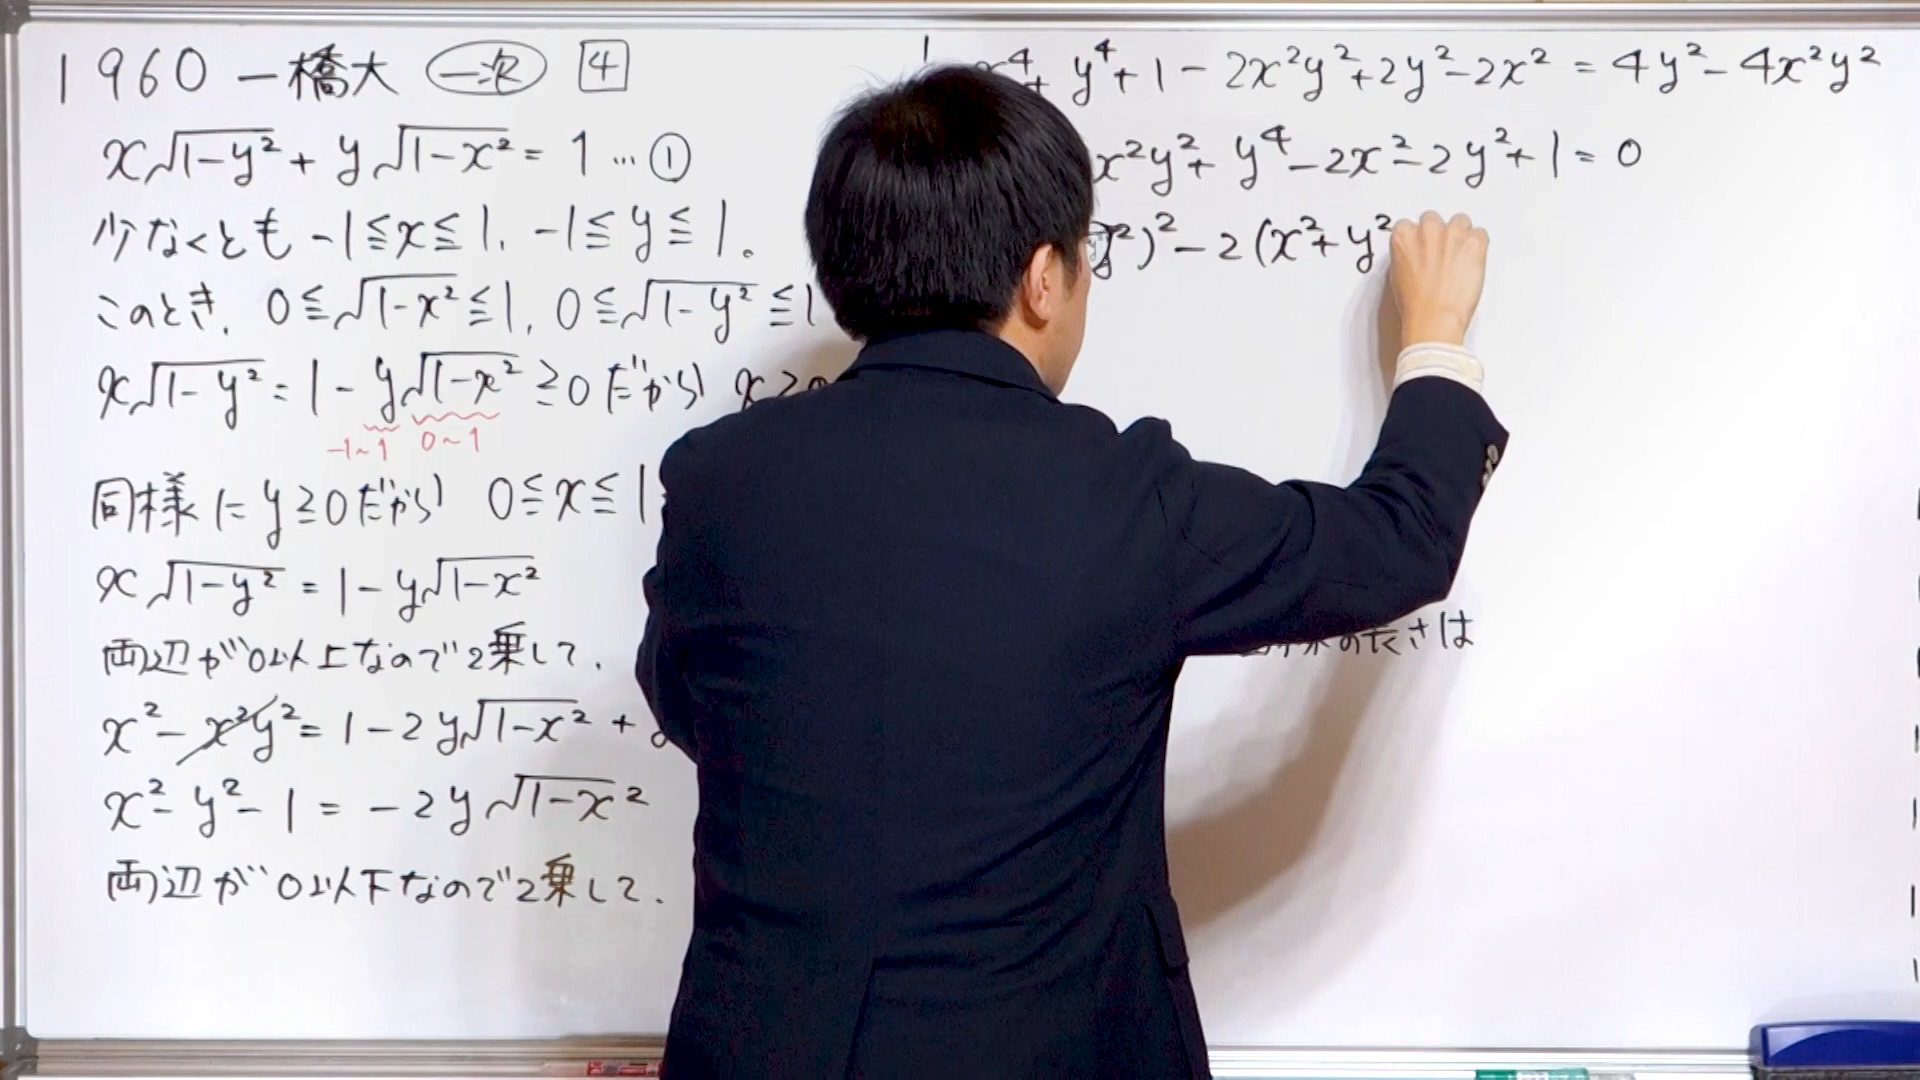 1960 一橋大 一次 4
x√1-y² + y√1-x² = 1 … ①
少なくとも -1≦x≦1, -1≦y≦1。
このとき、0≦√1-x²≦1, 0≦√1-y²≦1
x√1-y² = 1-y√1-x² ≧0だから x≧0
-1~1 0~1
同様にy≧0だから 0≦x≦1
x√1-y² = 1-y√1-x²
両辺が0以上なので2乗して、
x²-x²y² = 1-2y√1-x² +
x²-y²-1 = -2y√1-x²
両辺が0以下なので2乗して、
x⁴+y⁴+1-2x²y²+2y²-2x² = 4y²-4x²y²
x²y²+y⁴-2x²-2y²+1=0
y²)²-2(x²+y²
の長さは